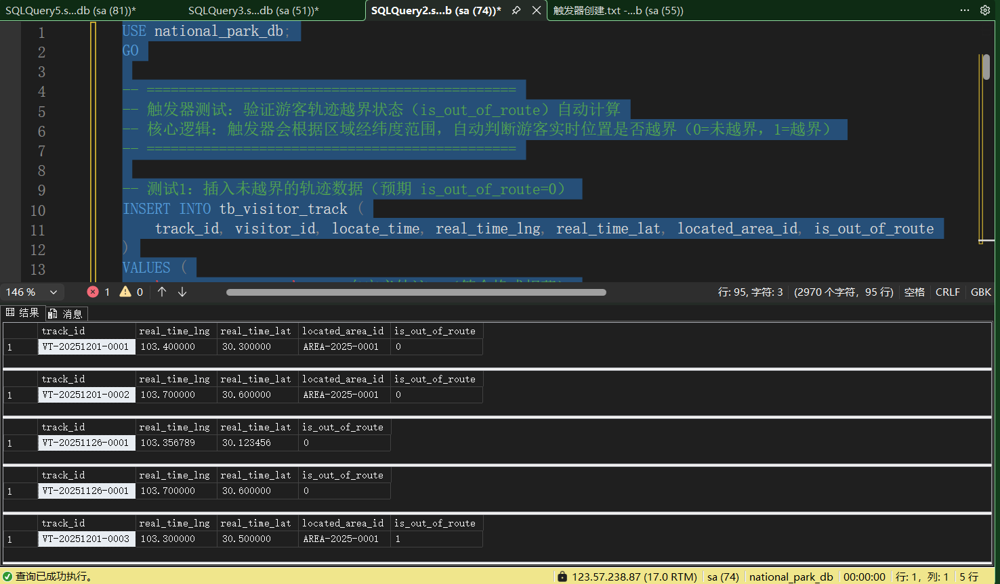 SQLQuery5.s...db (sa (81))*
SQLQuery3.s...db (sa (51))*
SQLQuery2.s...b (sa (74))*
触发器创建.txt -...b (sa (55))
1 USE national_park_db;
2 GO
3
4 -- ==============================================
5 -- 触发器测试：验证游客轨迹越界状态（is_out_of_route）自动计算
6 -- 核心逻辑：触发器会根据区域经纬度范围，自动判断游客实时位置是否越界（0=未越界，1=越界）
7 -- ==============================================
8
9 -- 测试1：插入未越界的轨迹数据（预期 is_out_of_route=0）
10 INSERT INTO tb_visitor_track (
11 track_id, visitor_id, locate_time, real_time_lng, real_time_lat, located_area_id, is_out_of_route
12 )
13 VALUES (
146 % 1 0 行: 95, 字符: 3 (2970 个字符，95 行) 空格 CRLF GBK
结果 消息
track_id real_time_lng real_time_lat located_area_id is_out_of_route
1 VT-20251201-0001 103.400000 30.300000 AREA-2025-0001 0
track_id real_time_lng real_time_lat located_area_id is_out_of_route
1 VT-20251201-0002 103.700000 30.600000 AREA-2025-0001 0
track_id real_time_lng real_time_lat is_out_of_route
1 VT-20251126-0001 103.356789 30.123456 0
track_id real_time_lng real_time_lat is_out_of_route
1 VT-20251126-0001 103.700000 30.600000 0
track_id real_time_lng real_time_lat located_area_id is_out_of_route
1 VT-20251201-0003 103.300000 30.500000 AREA-2025-0001 1
查询已成功执行。 123.57.238.87 (17.0 RTM) sa (74) national_park_db 00:00:00 行: 1，列: 1 5 行